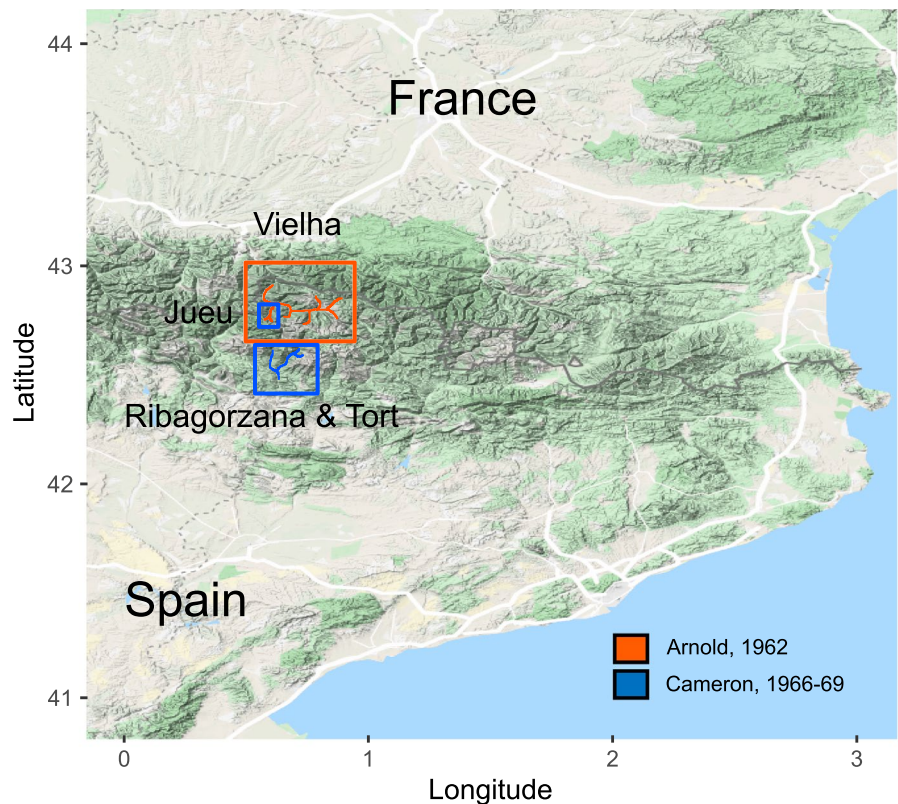 44
France
Vielha
43
Jueu
Latitude
Ribagorzana & Tort
42
Spain
Arnold, 1962
Cameron, 1966-69
41
0
1
2
3
Longitude